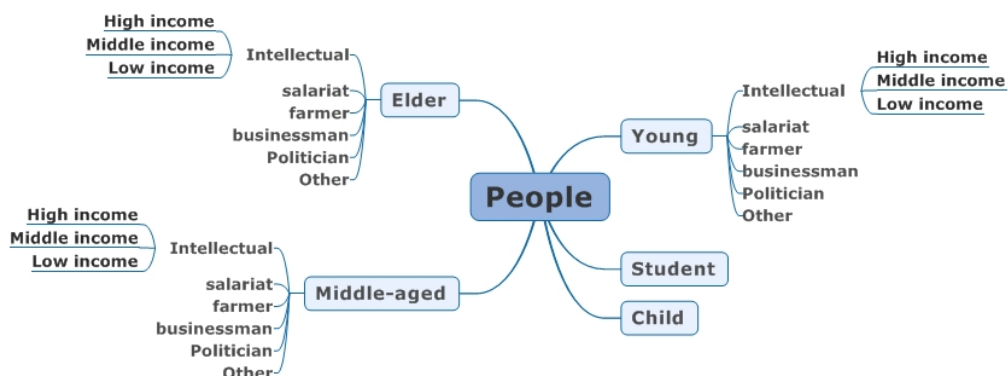 High income
Middle income
Low income
Intellectual
salariat
farmer
businessman
Politician
Other
Elder
High income
Middle income
Low income
Intellectual
salariat
farmer
businessman
Politician
Other
Middle-aged
People
Young
Intellectual
High income
Middle income
Low income
salariat
farmer
businessman
Politician
Other
Student
Child